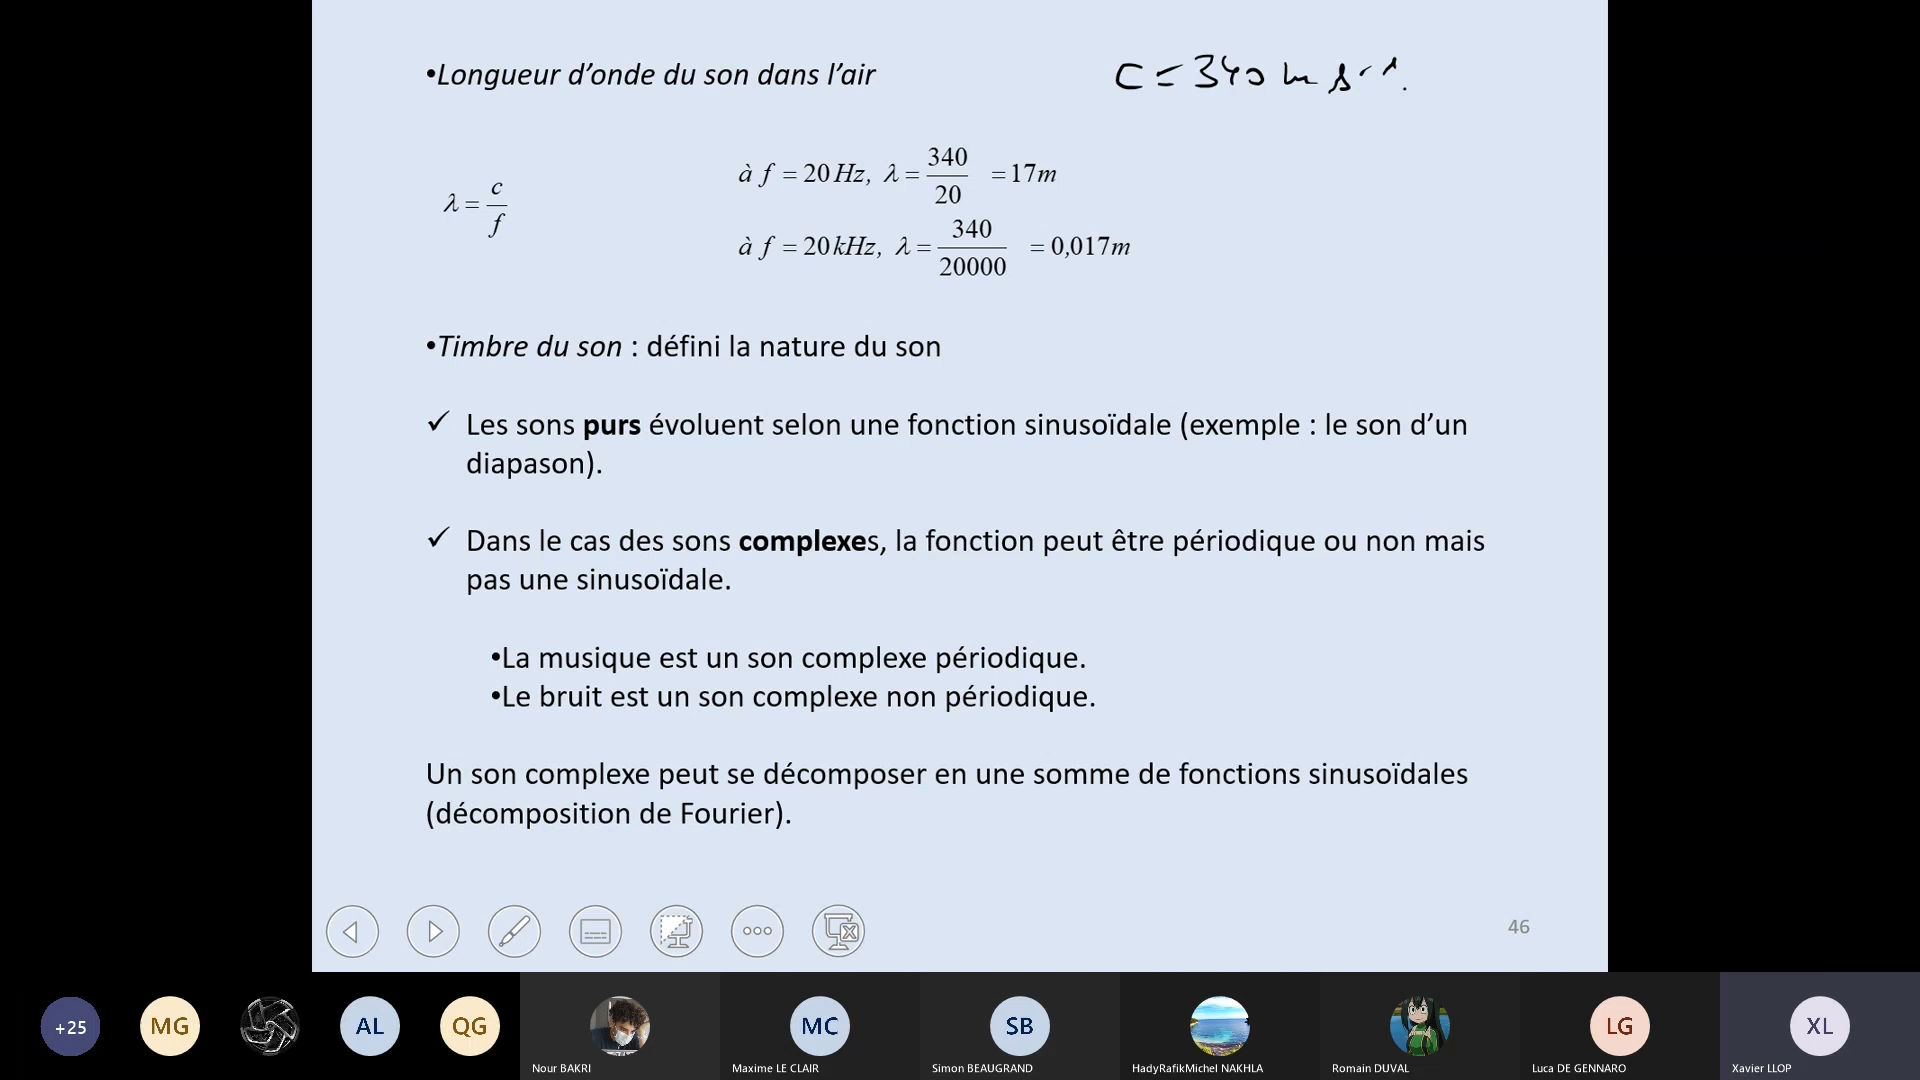 •Longueur d’onde du son dans l’air
C = 340 m s⁻¹.
λ = c/f
à f = 20 Hz, λ = 340/20 = 17 m
à f = 20 kHz, λ = 340/20000 = 0,017 m
•Timbre du son : défini la nature du son
✓ Les sons purs évoluent selon une fonction sinusoïdale (exemple : le son d’un
diapason).
✓ Dans le cas des sons complexes, la fonction peut être périodique ou non mais
pas une sinusoïdale.
•La musique est un son complexe périodique.
•Le bruit est un son complexe non périodique.
Un son complexe peut se décomposer en une somme de fonctions sinusoïdales
(décomposition de Fourier).
46
+25 MG AL QG MC SB LG XL
Nour BAKRI Maxime LE CLAIR Simon BEAUGRAND HadyRafikMichel NAKHLA Romain DUVAL Luca DE GENNARO Xavier LLOP